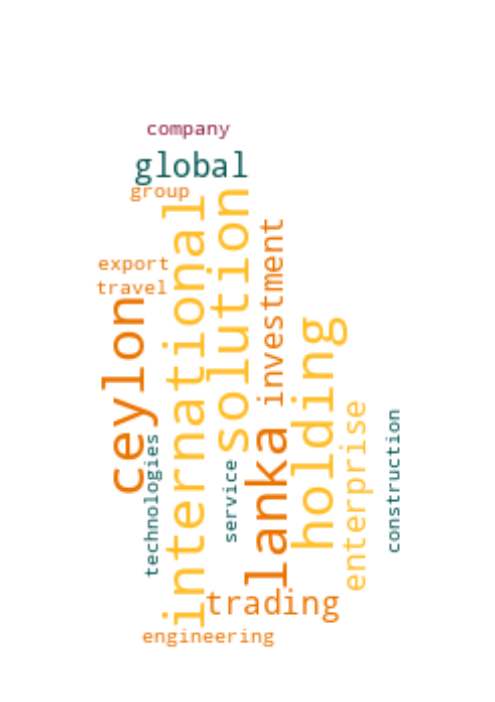 company
global
group
international
solution
investment
export
travel
ceylon
holding
enterprise
construction
lanka
technologies
service
trading
engineering